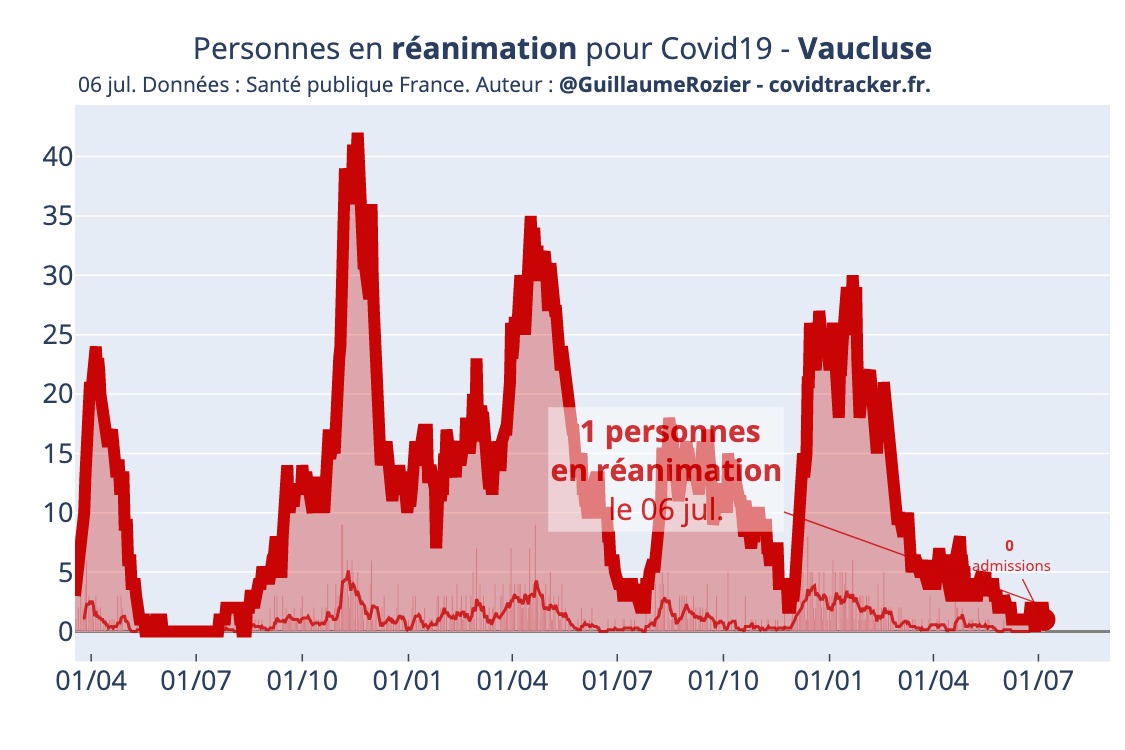 Personnes en réanimation pour Covid19 - Vaucluse
06 jul. Données : Santé publique France. Auteur : @GuillaumeRozier - covidtracker.fr.
40
35
30
25
20
15
10
5
0
1 personnes
en réanimation
le 06 jul.
0
admissions
01/04 01/07 01/10 01/01 01/04 01/07 01/10 01/01 01/04 01/07